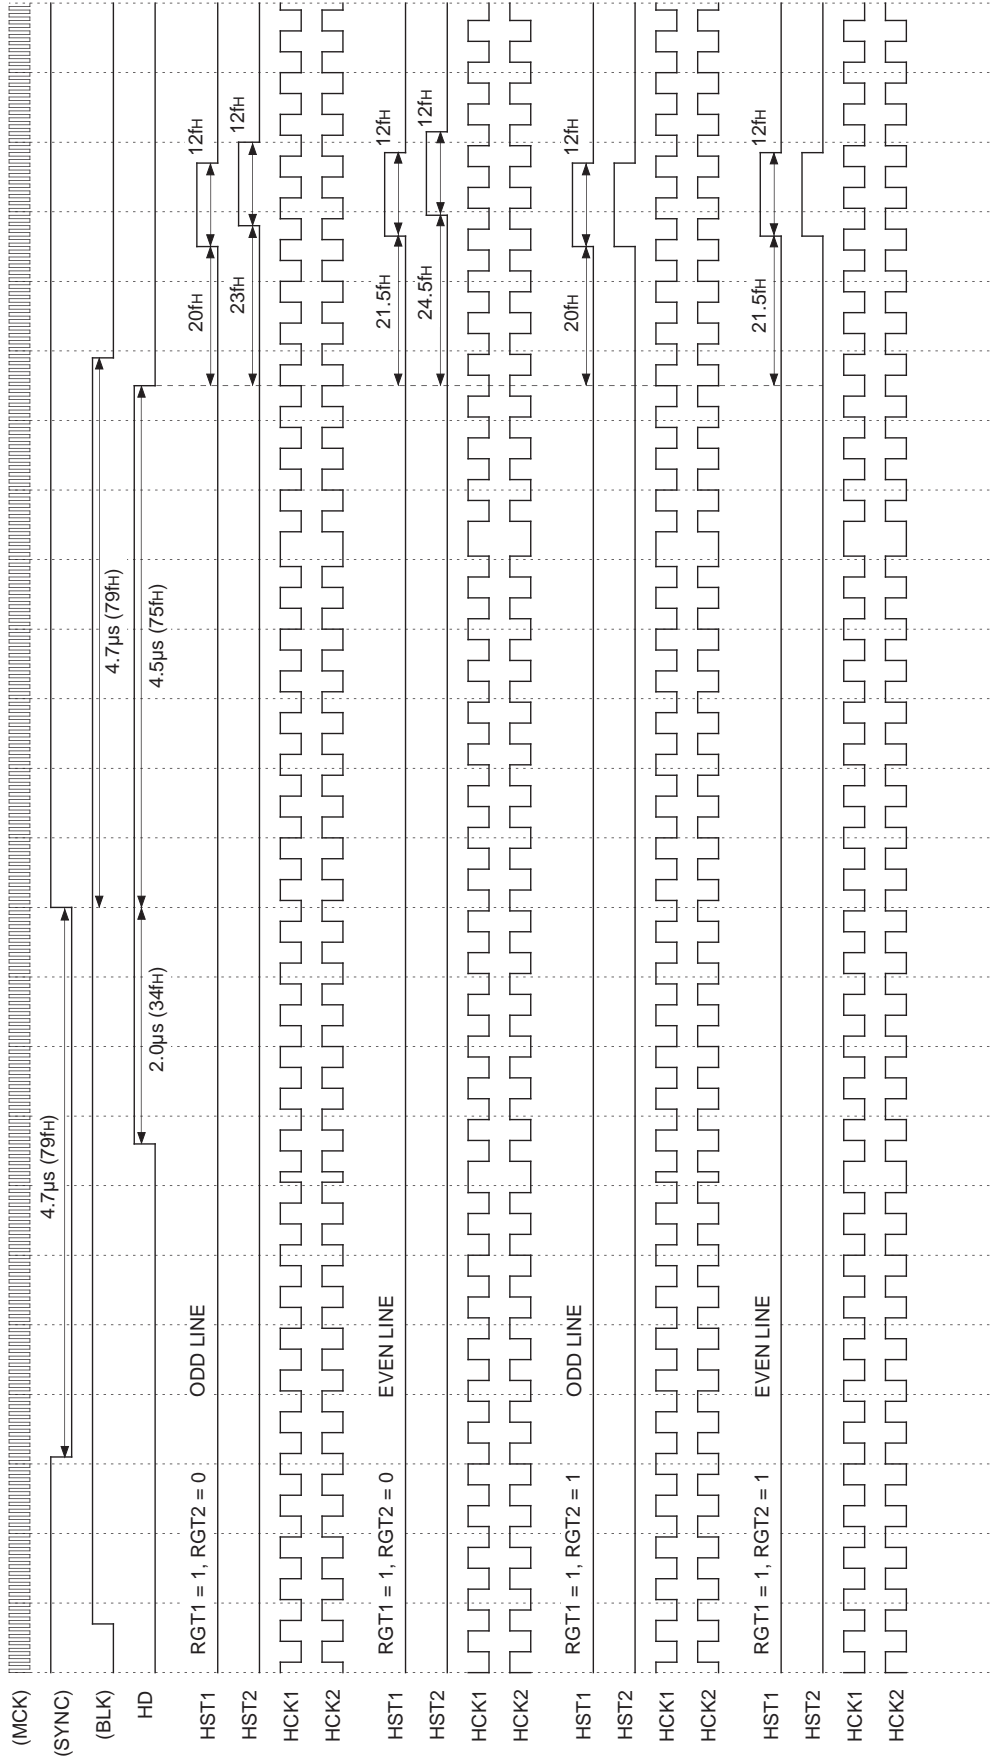 (MCK)
(SYNC)
4.7μs (79fH)
(BLK)
4.7μs (79fH)
HD
2.0μs (34fH)
4.5μs (75fH)
RGT1 = 1, RGT2 = 0
ODD LINE
HST1
20fH
12fH
HST2
23fH
12fH
HCK1
HCK2
RGT1 = 1, RGT2 = 0
EVEN LINE
HST1
21.5fH
12fH
HST2
24.5fH
12fH
HCK1
HCK2
RGT1 = 1, RGT2 = 1
ODD LINE
HST1
20fH
12fH
HST2
HCK1
HCK2
RGT1 = 1, RGT2 = 1
EVEN LINE
HST1
21.5fH
12fH
HST2
HCK1
HCK2